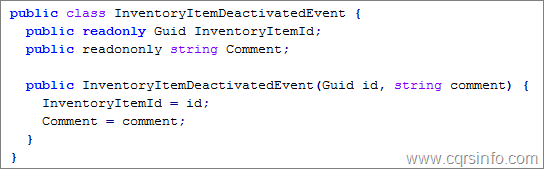 public class InventoryItemDeactivatedEvent {
  public readonly Guid InventoryItemId;
  public readononly string Comment;

  public InventoryItemDeactivatedEvent(Guid id, string comment) {
    InventoryItemId = id;
    Comment = comment;
  }
}
www.cqrsinfo.com